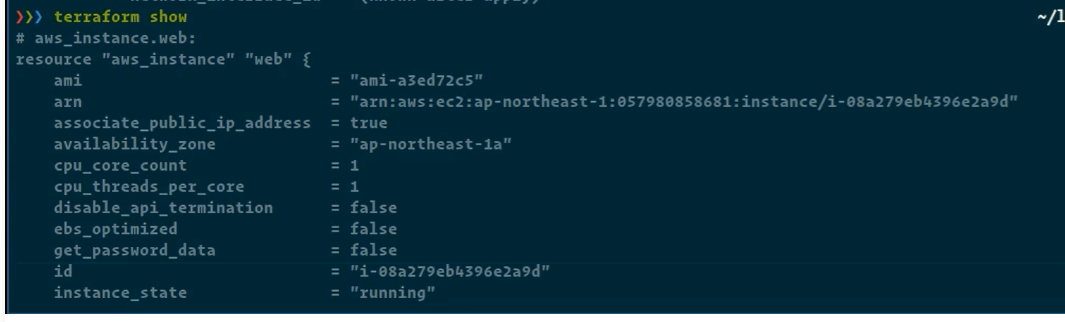 ❯❯❯ terraform show ~/l
# aws_instance.web:
resource "aws_instance" "web" {
    ami                          = "ami-a3ed72c5"
    arn                          = "arn:aws:ec2:ap-northeast-1:057980858681:instance/i-08a279eb4396e2a9d"
    associate_public_ip_address  = true
    availability_zone            = "ap-northeast-1a"
    cpu_core_count               = 1
    cpu_threads_per_core         = 1
    disable_api_termination      = false
    ebs_optimized                = false
    get_password_data            = false
    id                           = "i-08a279eb4396e2a9d"
    instance_state               = "running"